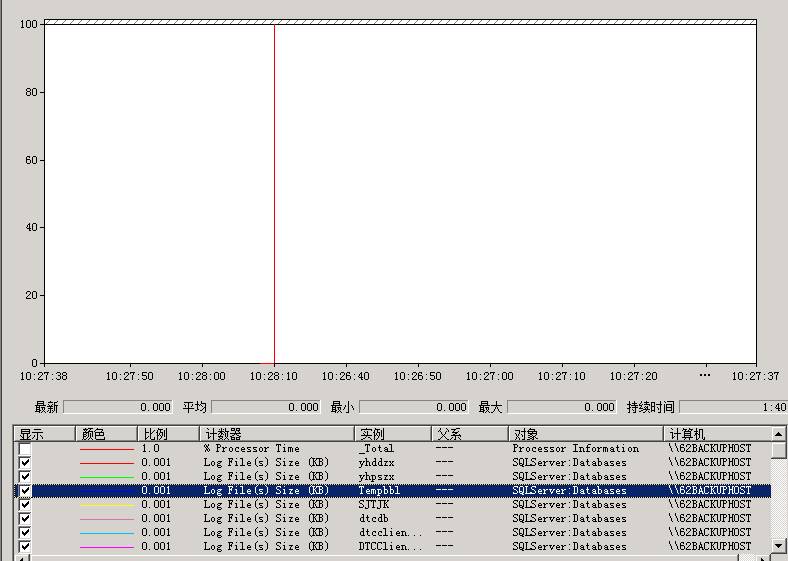 100
80
60
40
20
0
10:27:38 10:27:50 10:28:00 10:28:10 10:26:40 10:26:50 10:27:00 10:27:10 10:27:20 ... 10:27:37
最新 0.000 平均 0.000 最小 0.000 最大 0.000 持续时间 1:40
显示 颜色 比例 计数器 实例 父系 对象 计算机
1.0 % Processor Time _Total --- Processor Information \\62BACKUPHOST
0.001 Log File(s) Size (KB) yhddzx --- SQLServer:Databases \\62BACKUPHOST
0.001 Log File(s) Size (KB) yhpszx --- SQLServer:Databases \\62BACKUPHOST
0.001 Log File(s) Size (KB) Tempbbl --- SQLServer:Databases \\62BACKUPHOST
0.001 Log File(s) Size (KB) SJTJK --- SQLServer:Databases \\62BACKUPHOST
0.001 Log File(s) Size (KB) dtcdb --- SQLServer:Databases \\62BACKUPHOST
0.001 Log File(s) Size (KB) dtcclien... --- SQLServer:Databases \\62BACKUPHOST
0.001 Log File(s) Size (KB) DTCClien... --- SQLServer:Databases \\62BACKUPHOST